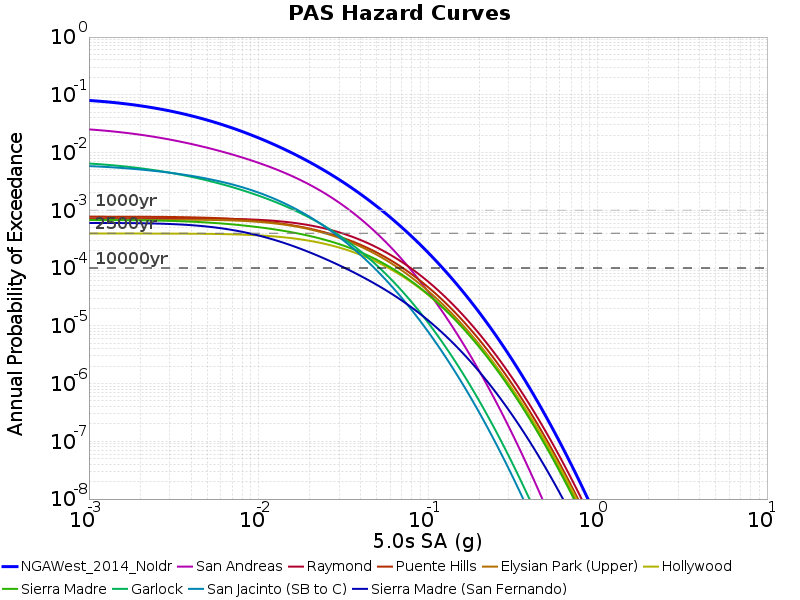 PAS Hazard Curves
Annual Probability of Exceedance
10^0
10^-1
10^-2
10^-3
10^-4
10^-5
10^-6
10^-7
10^-8
1000yr
2500yr
10000yr
10^-3 10^-2 10^-1 10^0 10^1
5.0s SA (g)
NGAWest_2014_NoIdr San Andreas Raymond Puente Hills Elysian Park (Upper) Hollywood
Sierra Madre Garlock San Jacinto (SB to C) Sierra Madre (San Fernando)